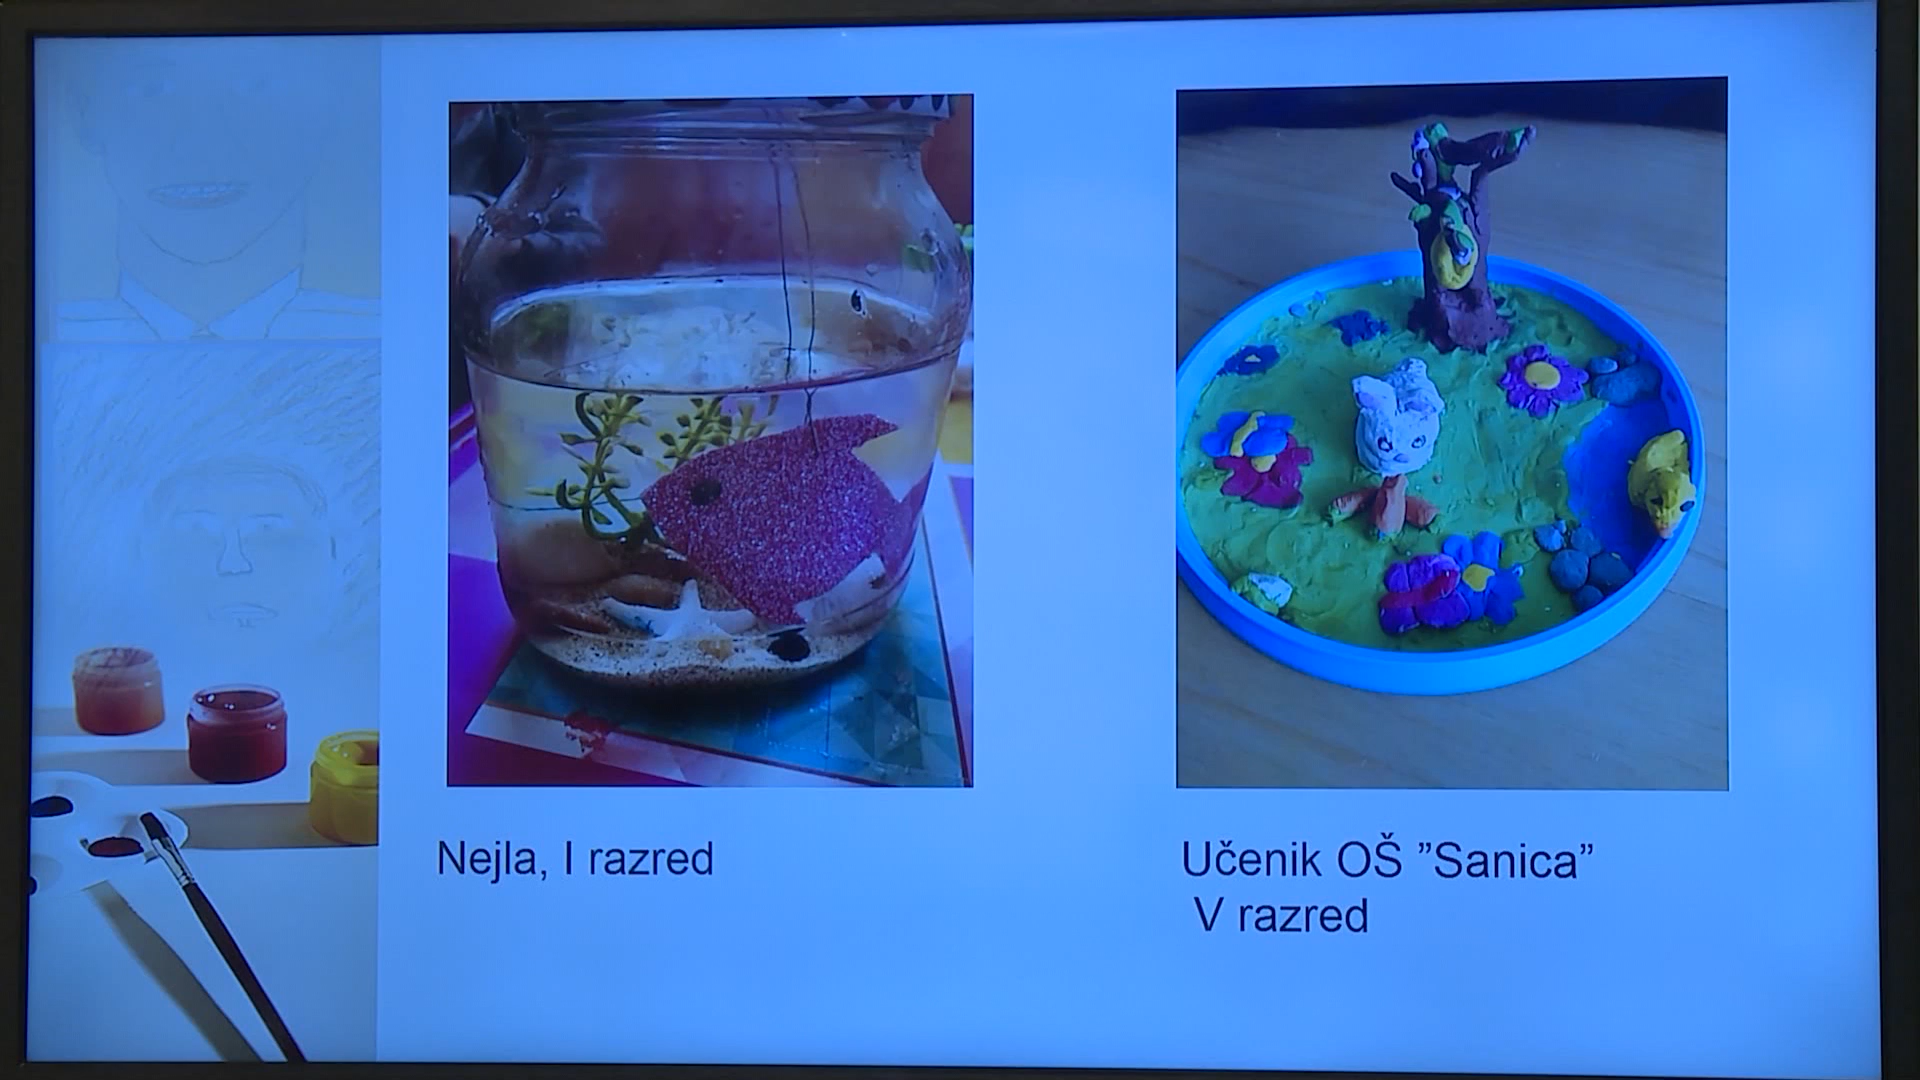 Nejla, I razred
Učenik OŠ ”Sanica”
V razred